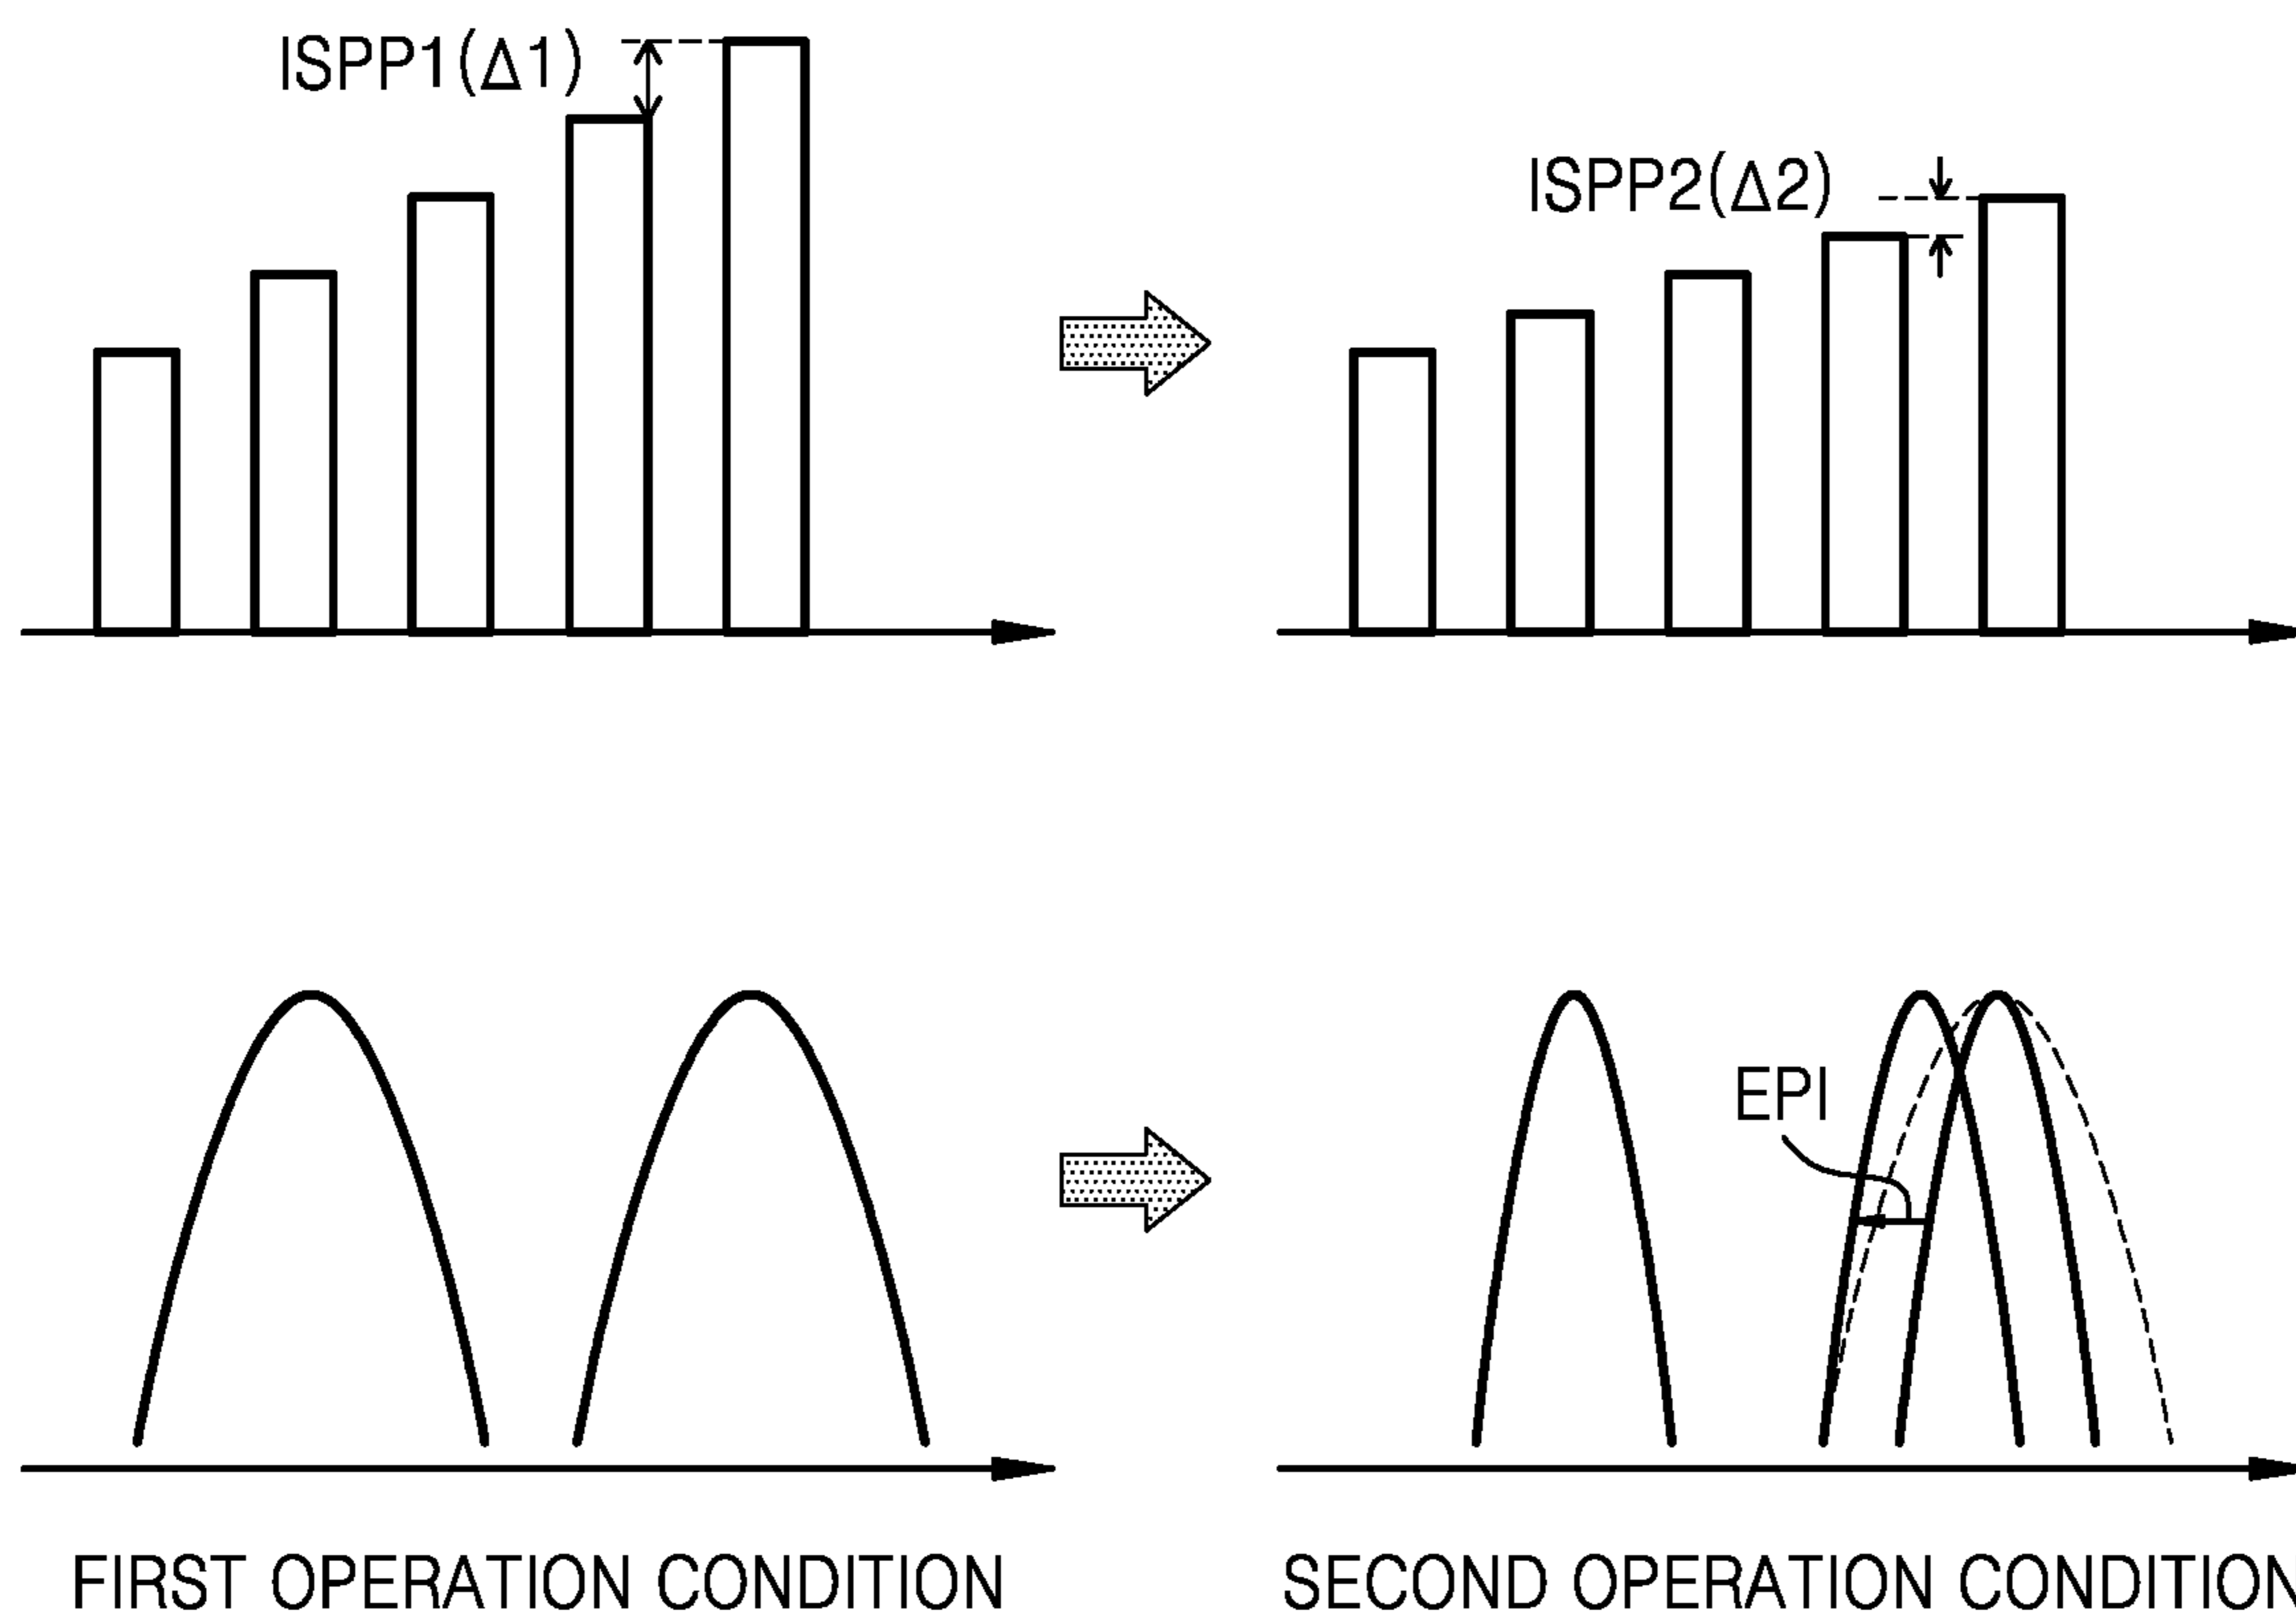 ISPP1(Δ1)
ISPP2(Δ2)
EPI
FIRST OPERATION CONDITION
SECOND OPERATION CONDITION